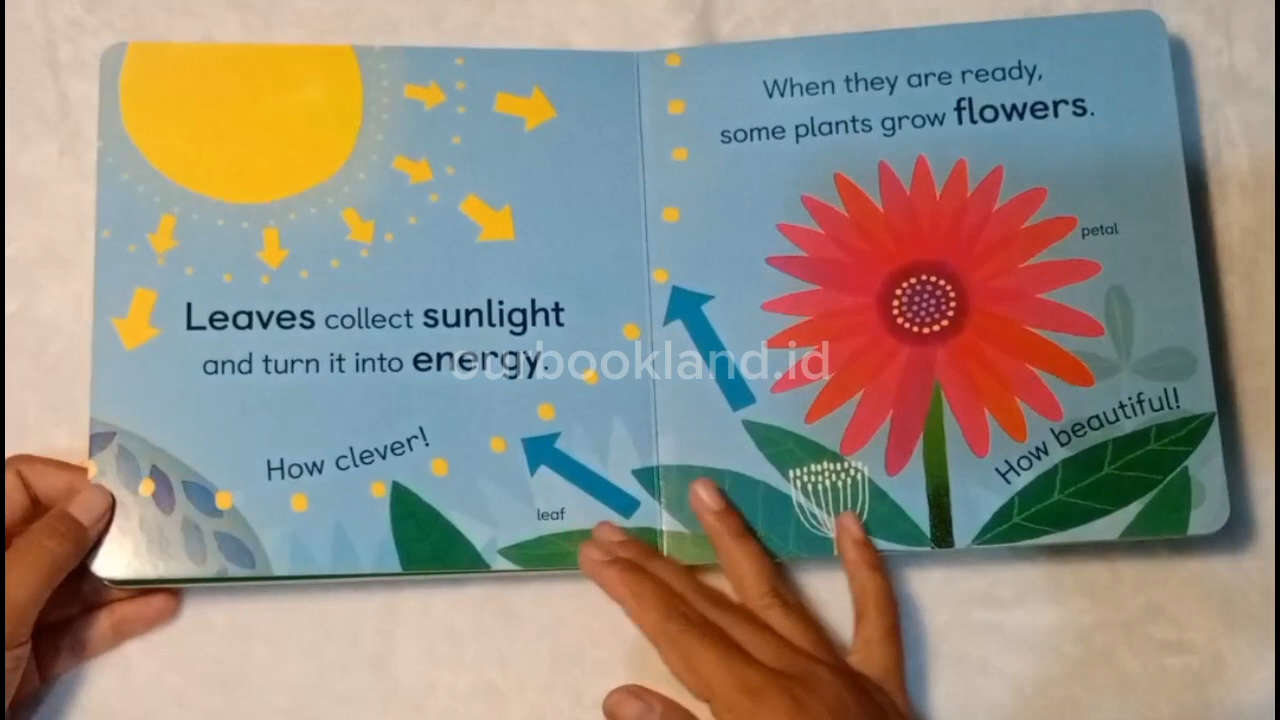 Leaves collect sunlight
and turn it into energy.
How clever!
leaf
When they are ready,
some plants grow flowers.
petal
How beautiful!